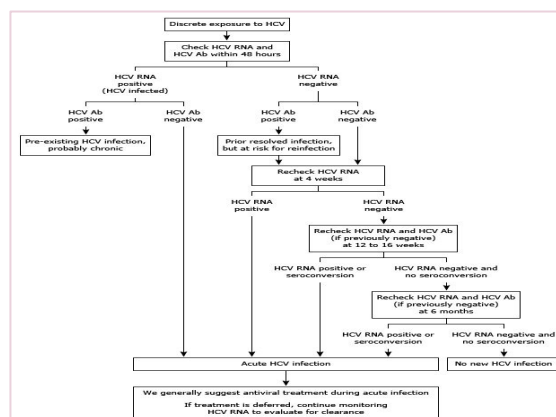 Discrete exposure to HCV
Check HCV RNA and
HCV Ab within 48 hours
HCV RNA
positive
(HCV infected)
HCV RNA
negative
HCV Ab
positive
HCV Ab
negative
HCV Ab
positive
HCV Ab
negative
Pre-existing HCV infection,
probably chronic
Prior resolved infection,
but at risk for reinfection
Recheck HCV RNA
at 4 weeks
HCV RNA
positive
HCV RNA
negative
Recheck HCV RNA and HCV Ab
(if previously negative)
at 12 to 16 weeks
HCV RNA positive or
seroconversion
HCV RNA negative and
no seroconversion
Recheck HCV RNA and HCV Ab
(if previously negative)
at 6 months
HCV RNA positive or
seroconversion
HCV RNA negative and
no seroconversion
Acute HCV infection
No new HCV infection
We generally suggest antiviral treatment during acute infection
If treatment is deferred, continue monitoring
HCV RNA to evaluate for clearance